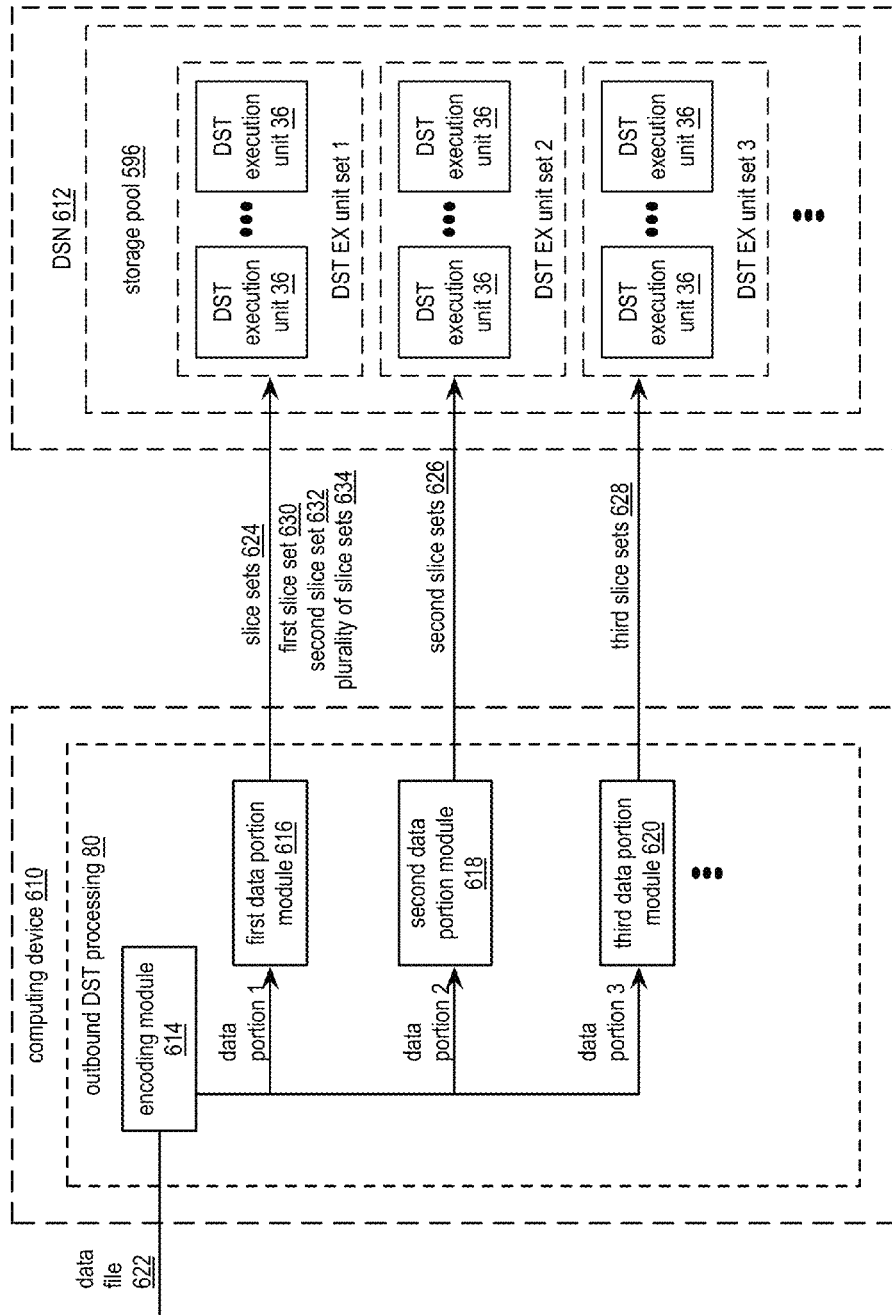 DSN 612
storage pool 596
DST
execution
unit 36
DST
execution
unit 36
DST EX unit set 1
DST
execution
unit 36
DST
execution
unit 36
DST EX unit set 2
DST
execution
unit 36
DST
execution
unit 36
DST EX unit set 3
slice sets 624
first slice set 630
second slice set 632
plurality of slice sets 634
second slice sets 626
third slice sets 628
computing device 610
outbound DST processing 80
encoding module
614
data
portion 1
first data portion
module 616
data
portion 2
second data
portion module
618
data
portion 3
third data portion
module 620
data
file
622